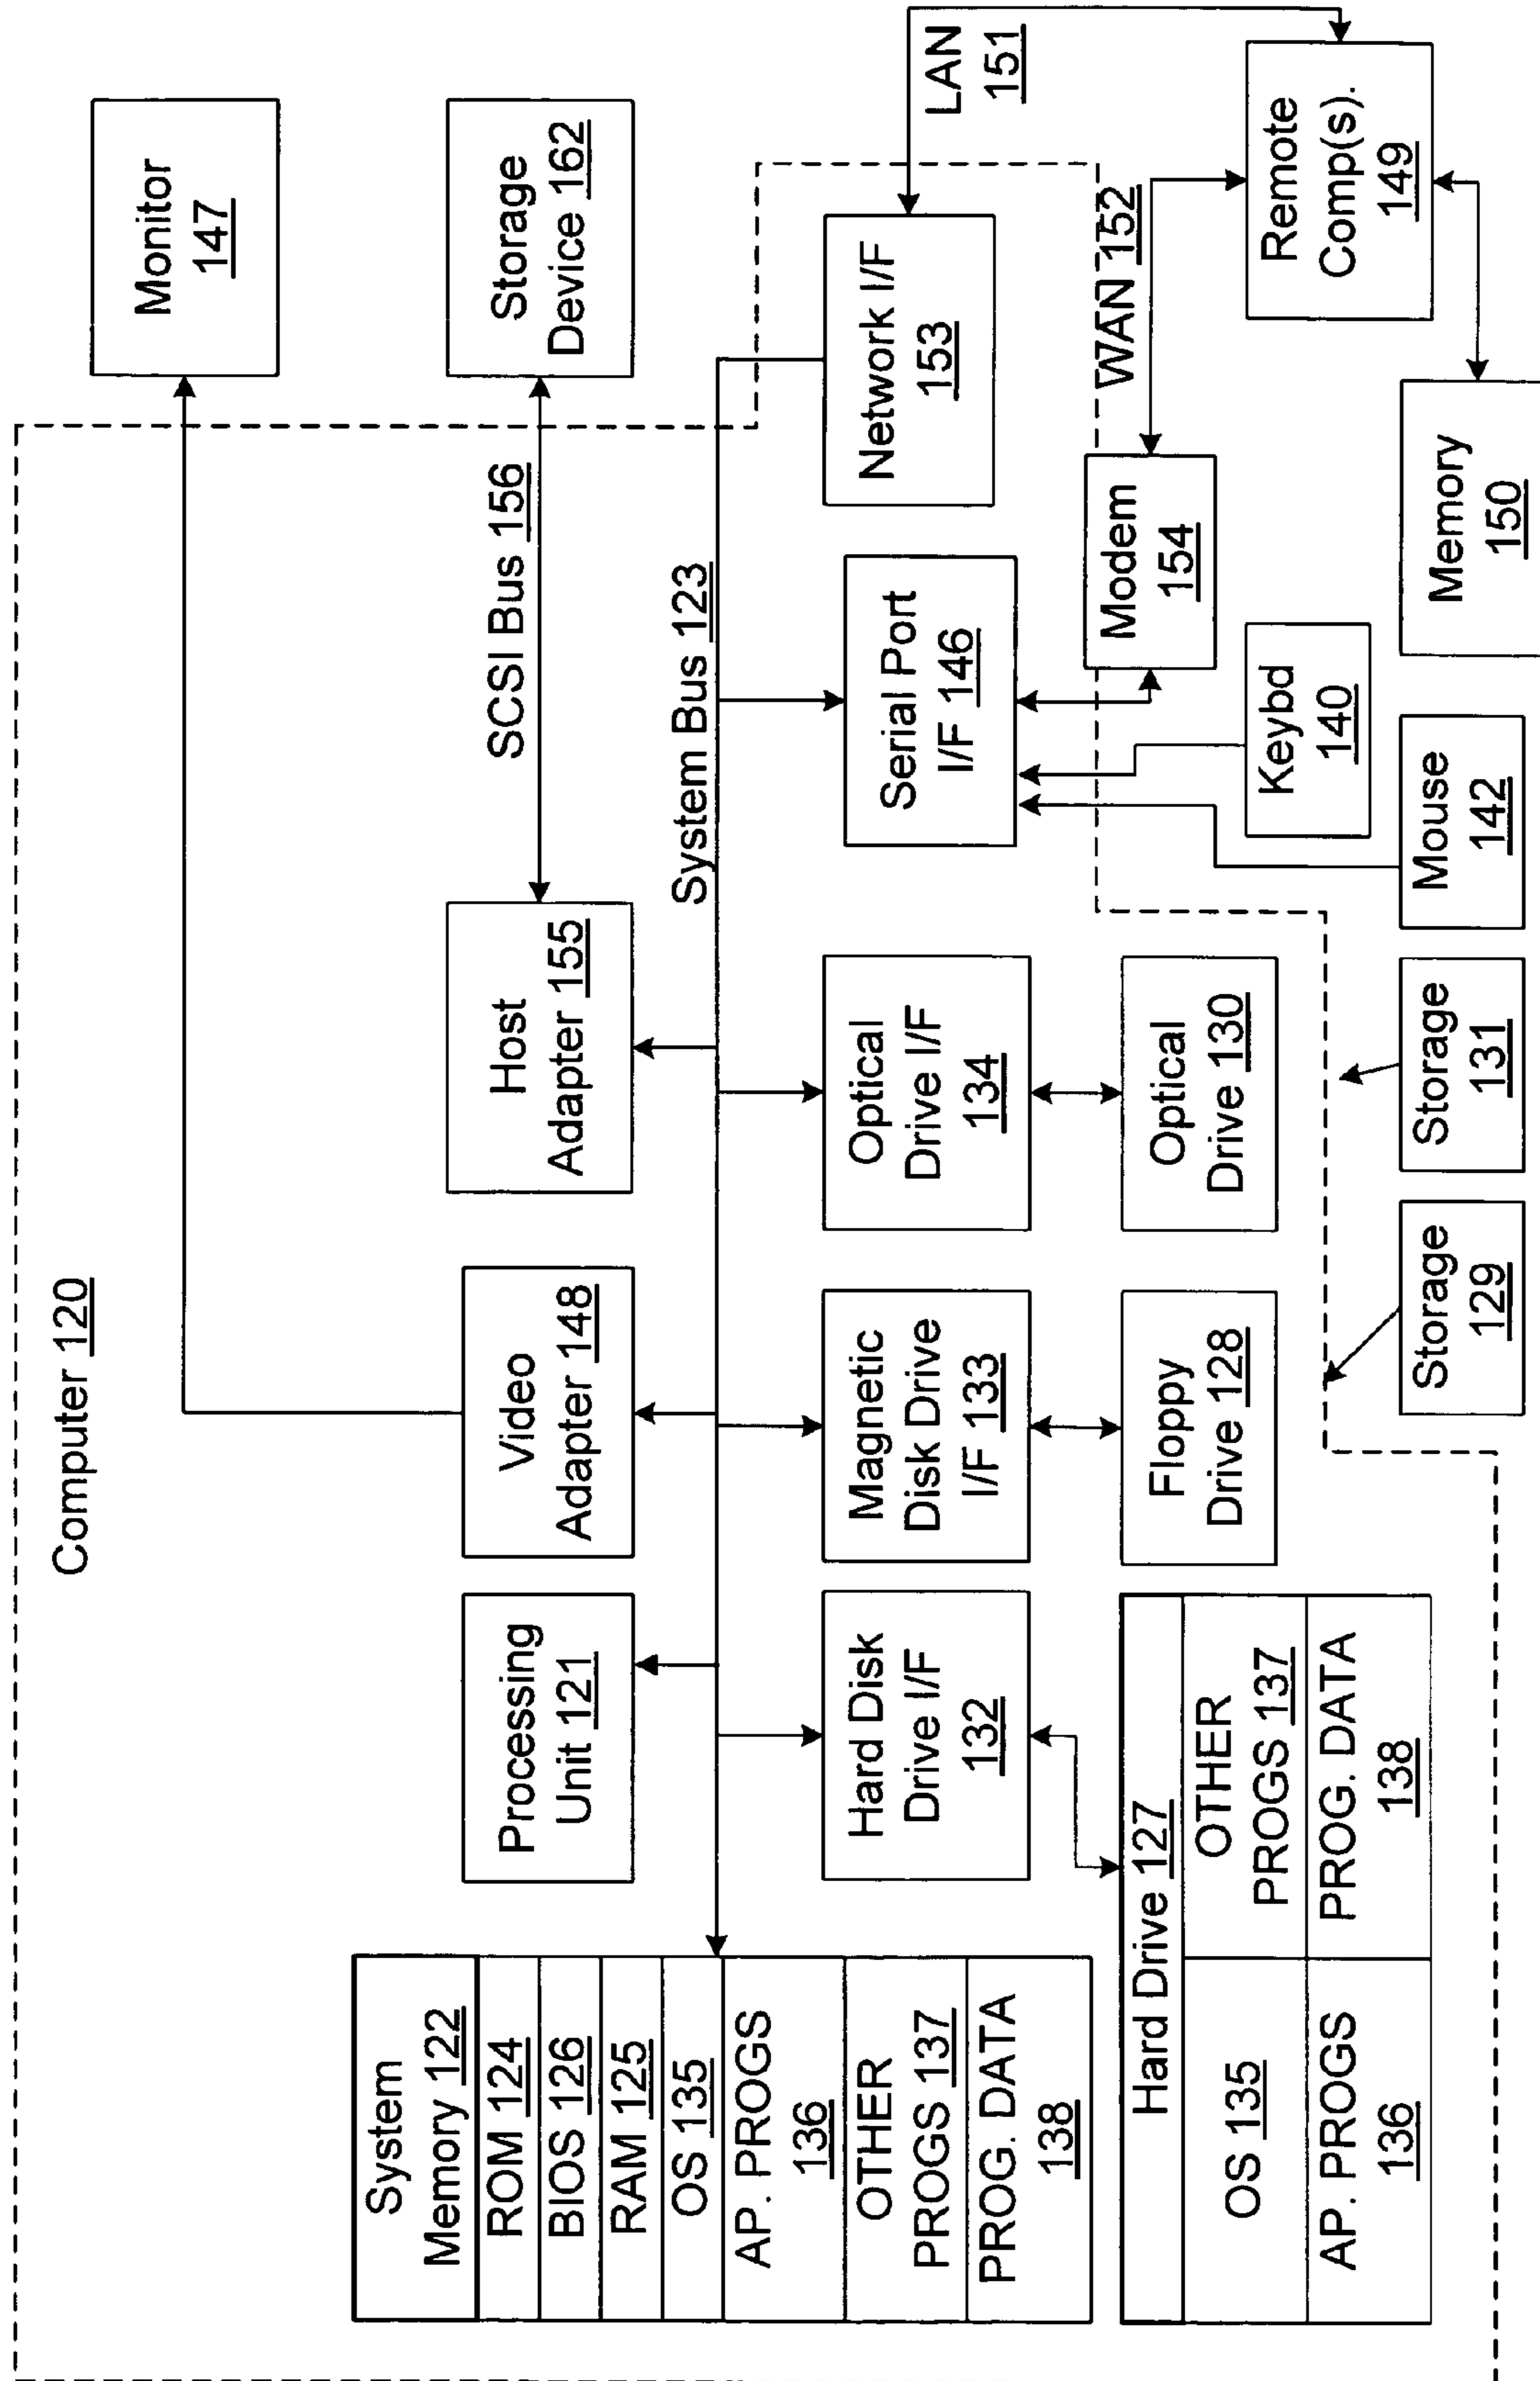 Computer 120
Monitor
147
System
Memory 122
ROM 124
BIOS 126
RAM 125
OS 135
AP. PROGS
136
OTHER
PROGS 137
PROG. DATA
138
Processing
Unit 121
Video
Adapter 148
Host
Adapter 155
SCSI Bus 156
Storage
Device 162
System Bus 123
Hard Disk
Drive I/F
132
Magnetic
Disk Drive
I/F 133
Optical
Drive I/F
134
Serial Port
I/F 146
Network I/F
153
LAN
151
Hard Drive 127
OS 135
OTHER
PROGS 137
AP. PROGS
136
PROG. DATA
138
Floppy
Drive 128
Optical
Drive 130
Modem
154
WAN 152
Keybd
140
Remote
Comp(s).
149
Storage
129
Storage
131
Mouse
142
Memory
150